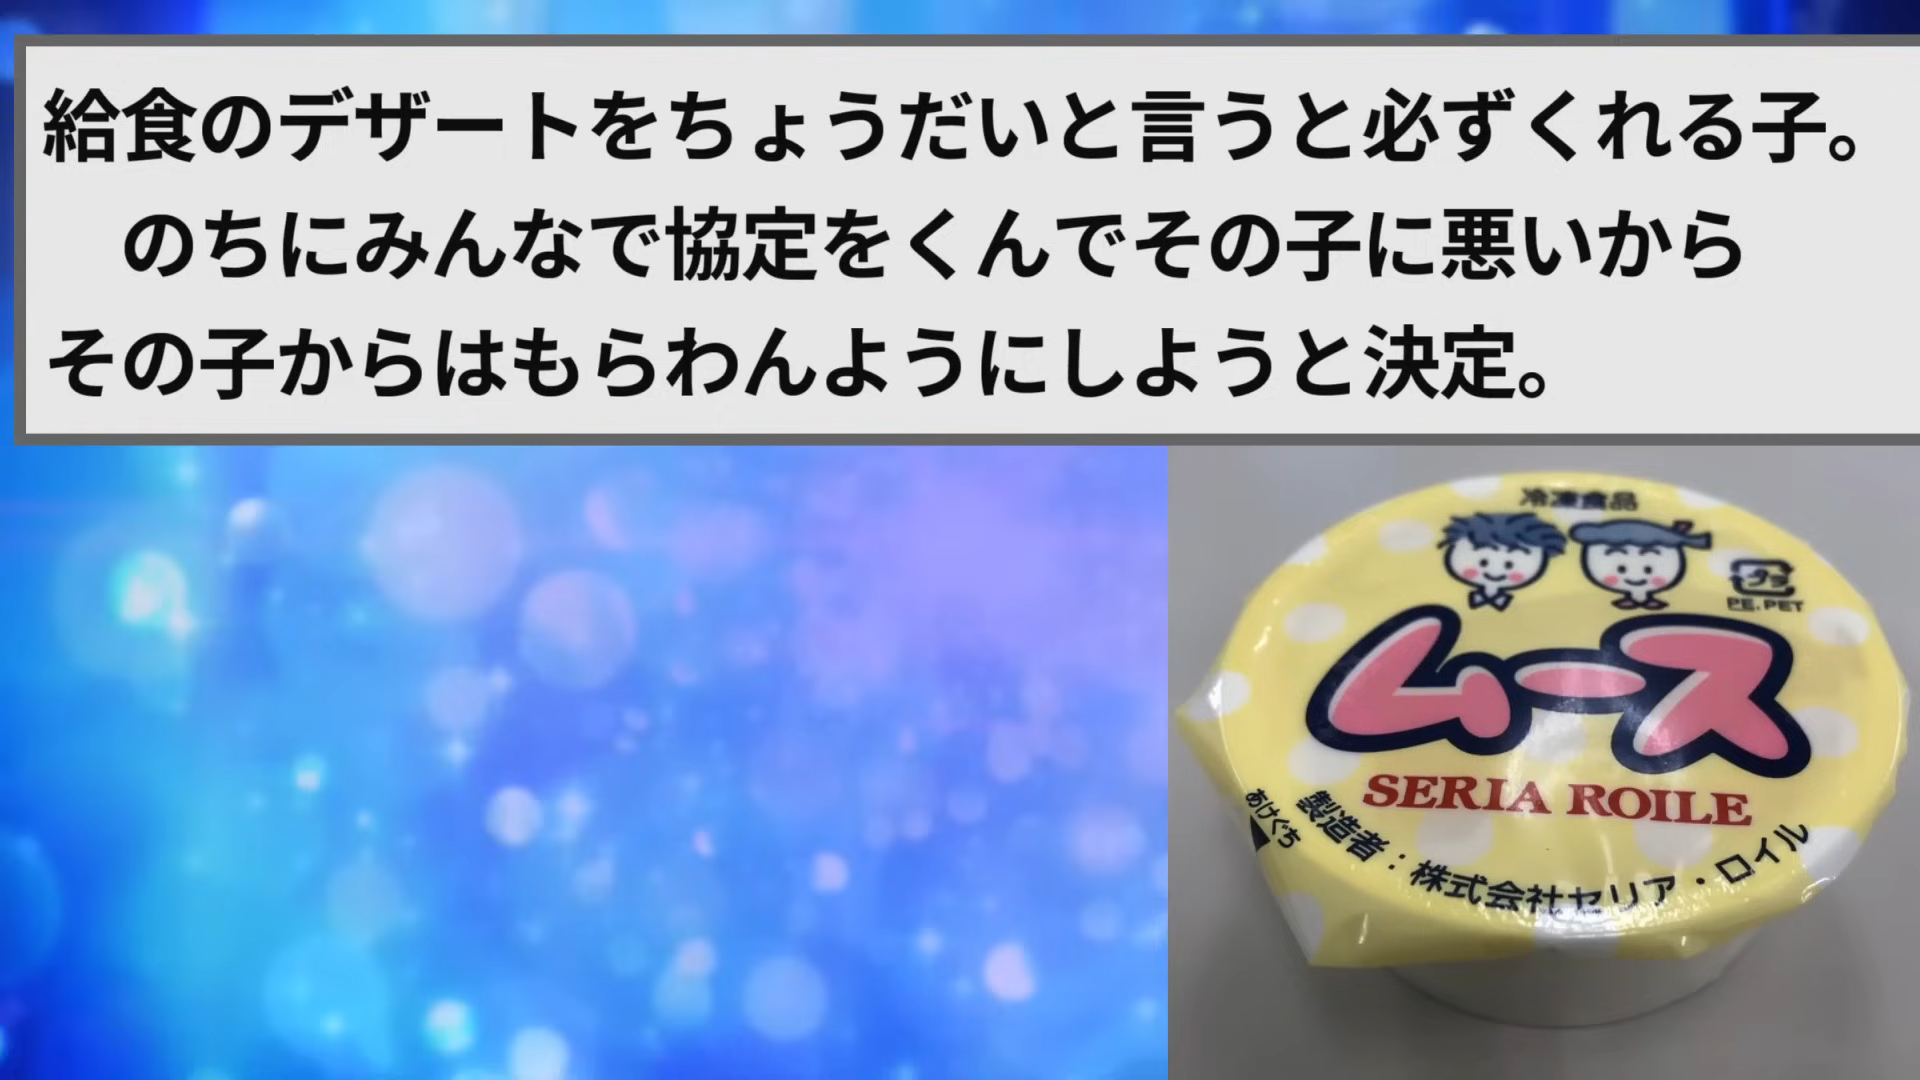 給食のデザートをちょうだいと言うと必ずくれる子。
のちにみんなで協定をくんでその子に悪いから
その子からはもらわんようにしようと決定。
冷凍食品
プラ
PE.PET
ムース
SERIA ROILE
あけぐち
製造者：株式会社セリア・ロイル